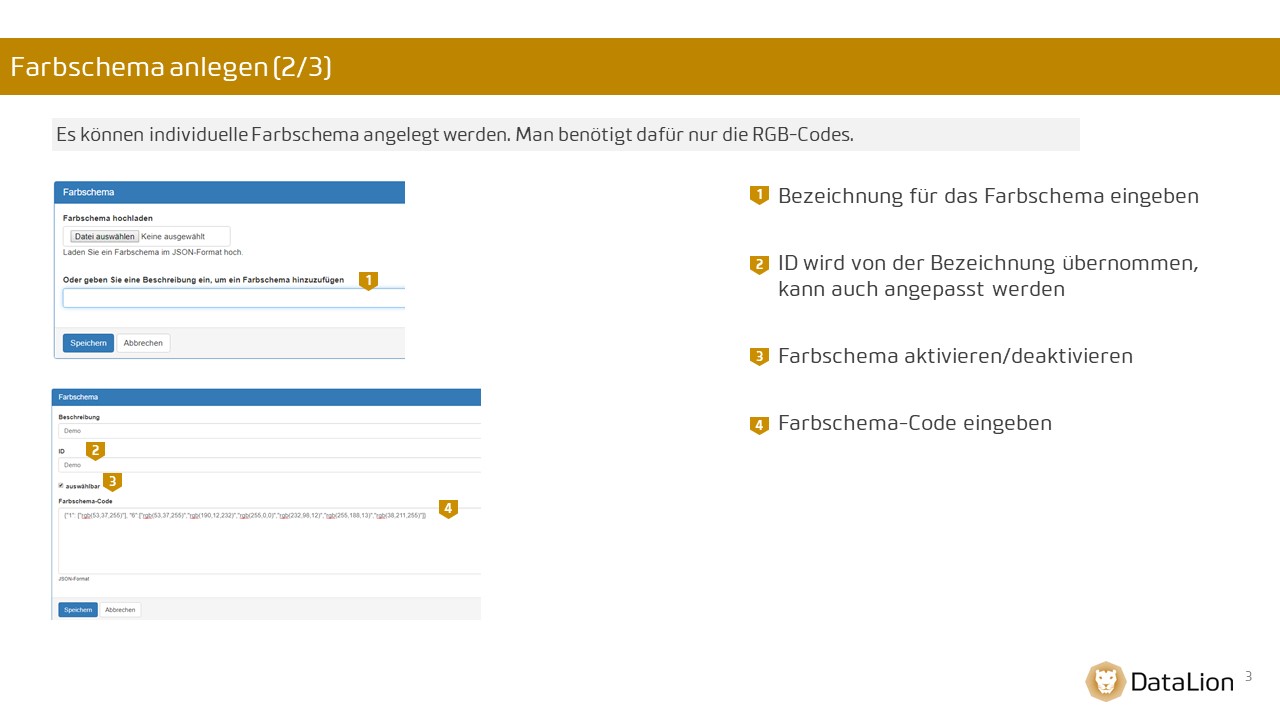 Farbschema anlegen (2/3)
Es können individuelle Farbschema angelegt werden. Man benötigt dafür nur die RGB-Codes.
Farbschema
Farbschema hochladen
Datei auswählen Keine ausgewählt
Laden Sie ein Farbschema im JSON-Format hoch.
Oder geben Sie eine Beschreibung ein, um ein Farbschema hinzuzufügen 1
Speichern Abbrechen
Farbschema
Beschreibung
Demo
ID 2
Demo
auswählbar 3
Farbschema-Code
4
{"1": ["rgb(53,37,255)"], "6":["rgb(53,37,255)","rgb(190,12,232)","rgb(255,0,0)","rgb(232,98,12)","rgb(255,188,13)","rgb(38,211,255)"]}
JSON-Format
Speichern Abbrechen
1 Bezeichnung für das Farbschema eingeben
2 ID wird von der Bezeichnung übernommen,
kann auch angepasst werden
3 Farbschema aktivieren/deaktivieren
4 Farbschema-Code eingeben
DataLion 3